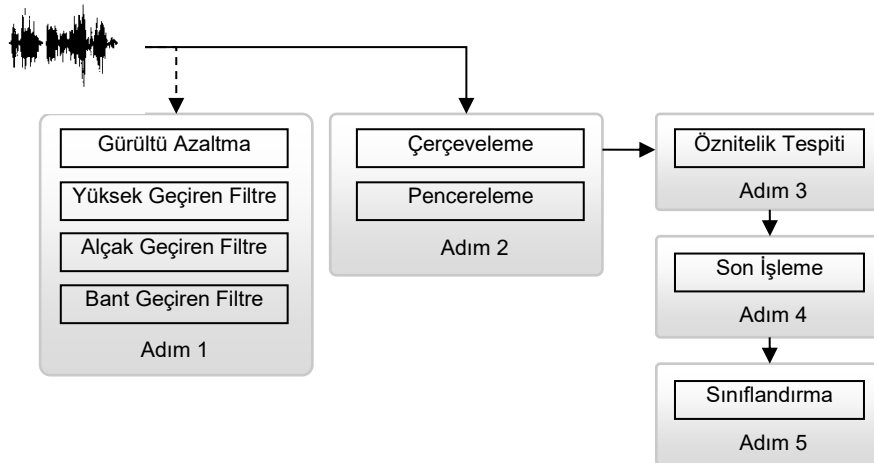 Gürültü Azaltma
Yüksek Geçiren Filtre
Alçak Geçiren Filtre
Bant Geçiren Filtre
Adım 1
Çerçeveleme
Pencereleme
Adım 2
Öznitelik Tespiti
Adım 3
Son İşleme
Adım 4
Sınıflandırma
Adım 5